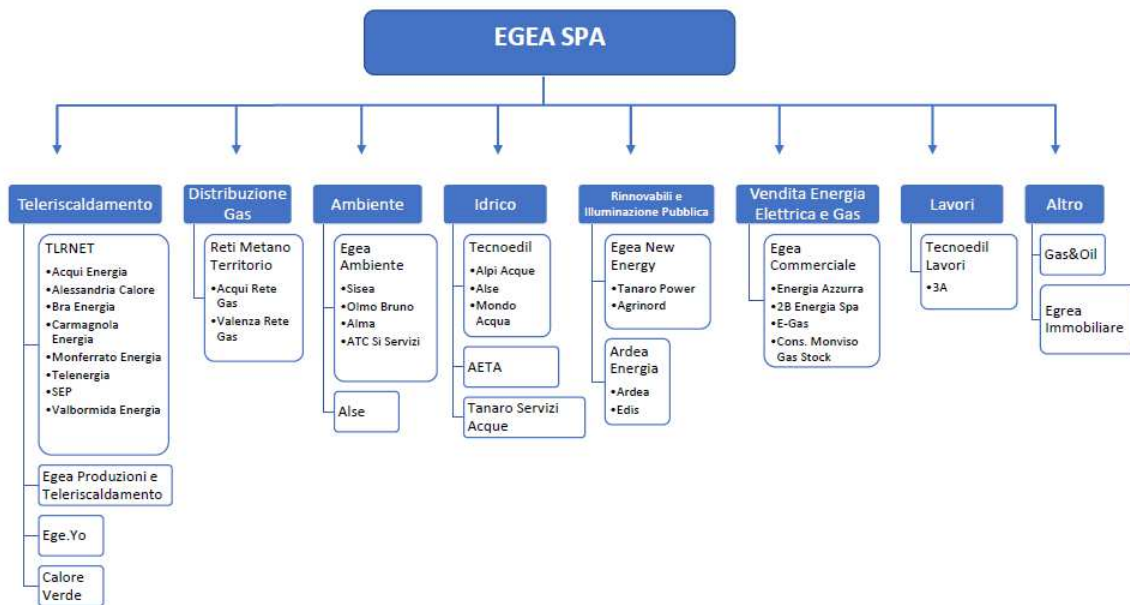 EGEA SPA
Teleriscaldamento
TLRNET
•Acqui Energia
•Alessandria Calore
•Bra Energia
•Carmagnola
Energia
•Monferrato Energia
•Telenergia
•SEP
•Valbormida Energia
Egea Produzioni e
Teleriscaldamento
Ege.Yo
Calore
Verde
Distribuzione
Gas
Reti Metano
Territorio
•Acqui Rete
Gas
•Valenza Rete
Gas
Ambiente
Egea
Ambiente
•Sisea
•Olmo Bruno
•Alma
•ATC Si Servizi
Alse
Idrico
Tecnoedil
•Alpi Acque
•Alse
•Mondo
Acqua
AETA
Tanaro Servizi
Acque
Rinnovabili e
Illuminazione Pubblica
Egea New
Energy
•Tanaro Power
•Agrinord
Ardea
Energia
•Ardea
•Edis
Vendita Energia
Elettrica e Gas
Egea
Commerciale
•Energia Azzurra
•2B Energia Spa
•E-Gas
•Cons. Monviso
Gas Stock
Lavori
Tecnoedil
Lavori
•3A
Altro
Gas&Oil
Egrea
Immobiliare